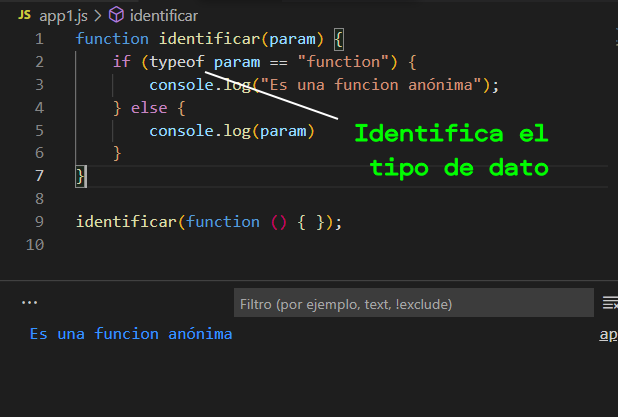 JS app1.js > identificar
1 function identificar(param) {
2 if (typeof param == "function") {
3 console.log("Es una funcion anónima");
4 } else {
5 console.log(param)
6 }
7 }
8
9 identificar(function () { });
10
Identifica el
tipo de dato
... Filtro (por ejemplo, text, !exclude)
Es una funcion anónima ap